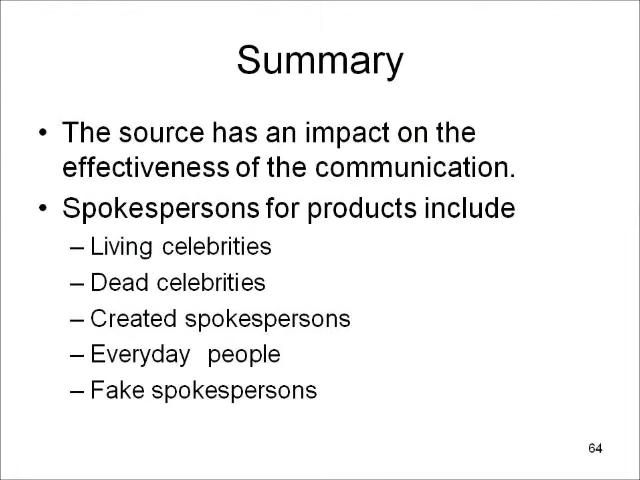 Summary
• The source has an impact on the
effectiveness of the communication.
• Spokespersons for products include
– Living celebrities
– Dead celebrities
– Created spokespersons
– Everyday people
– Fake spokespersons
64